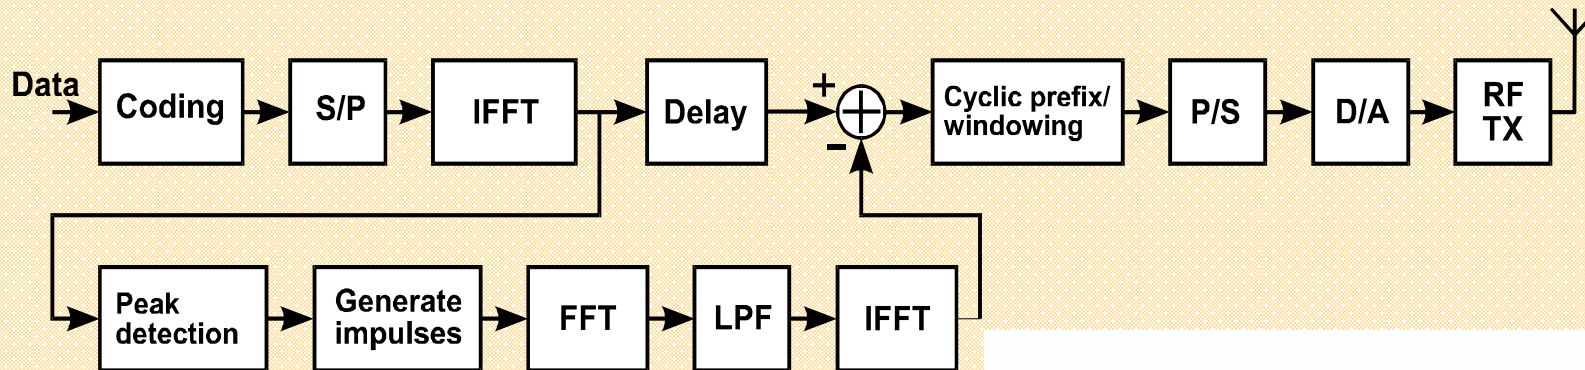 Data
Coding
S/P
IFFT
Delay
+
-
Cyclic prefix/
windowing
P/S
D/A
RF
TX
Peak
detection
Generate
impulses
FFT
LPF
IFFT